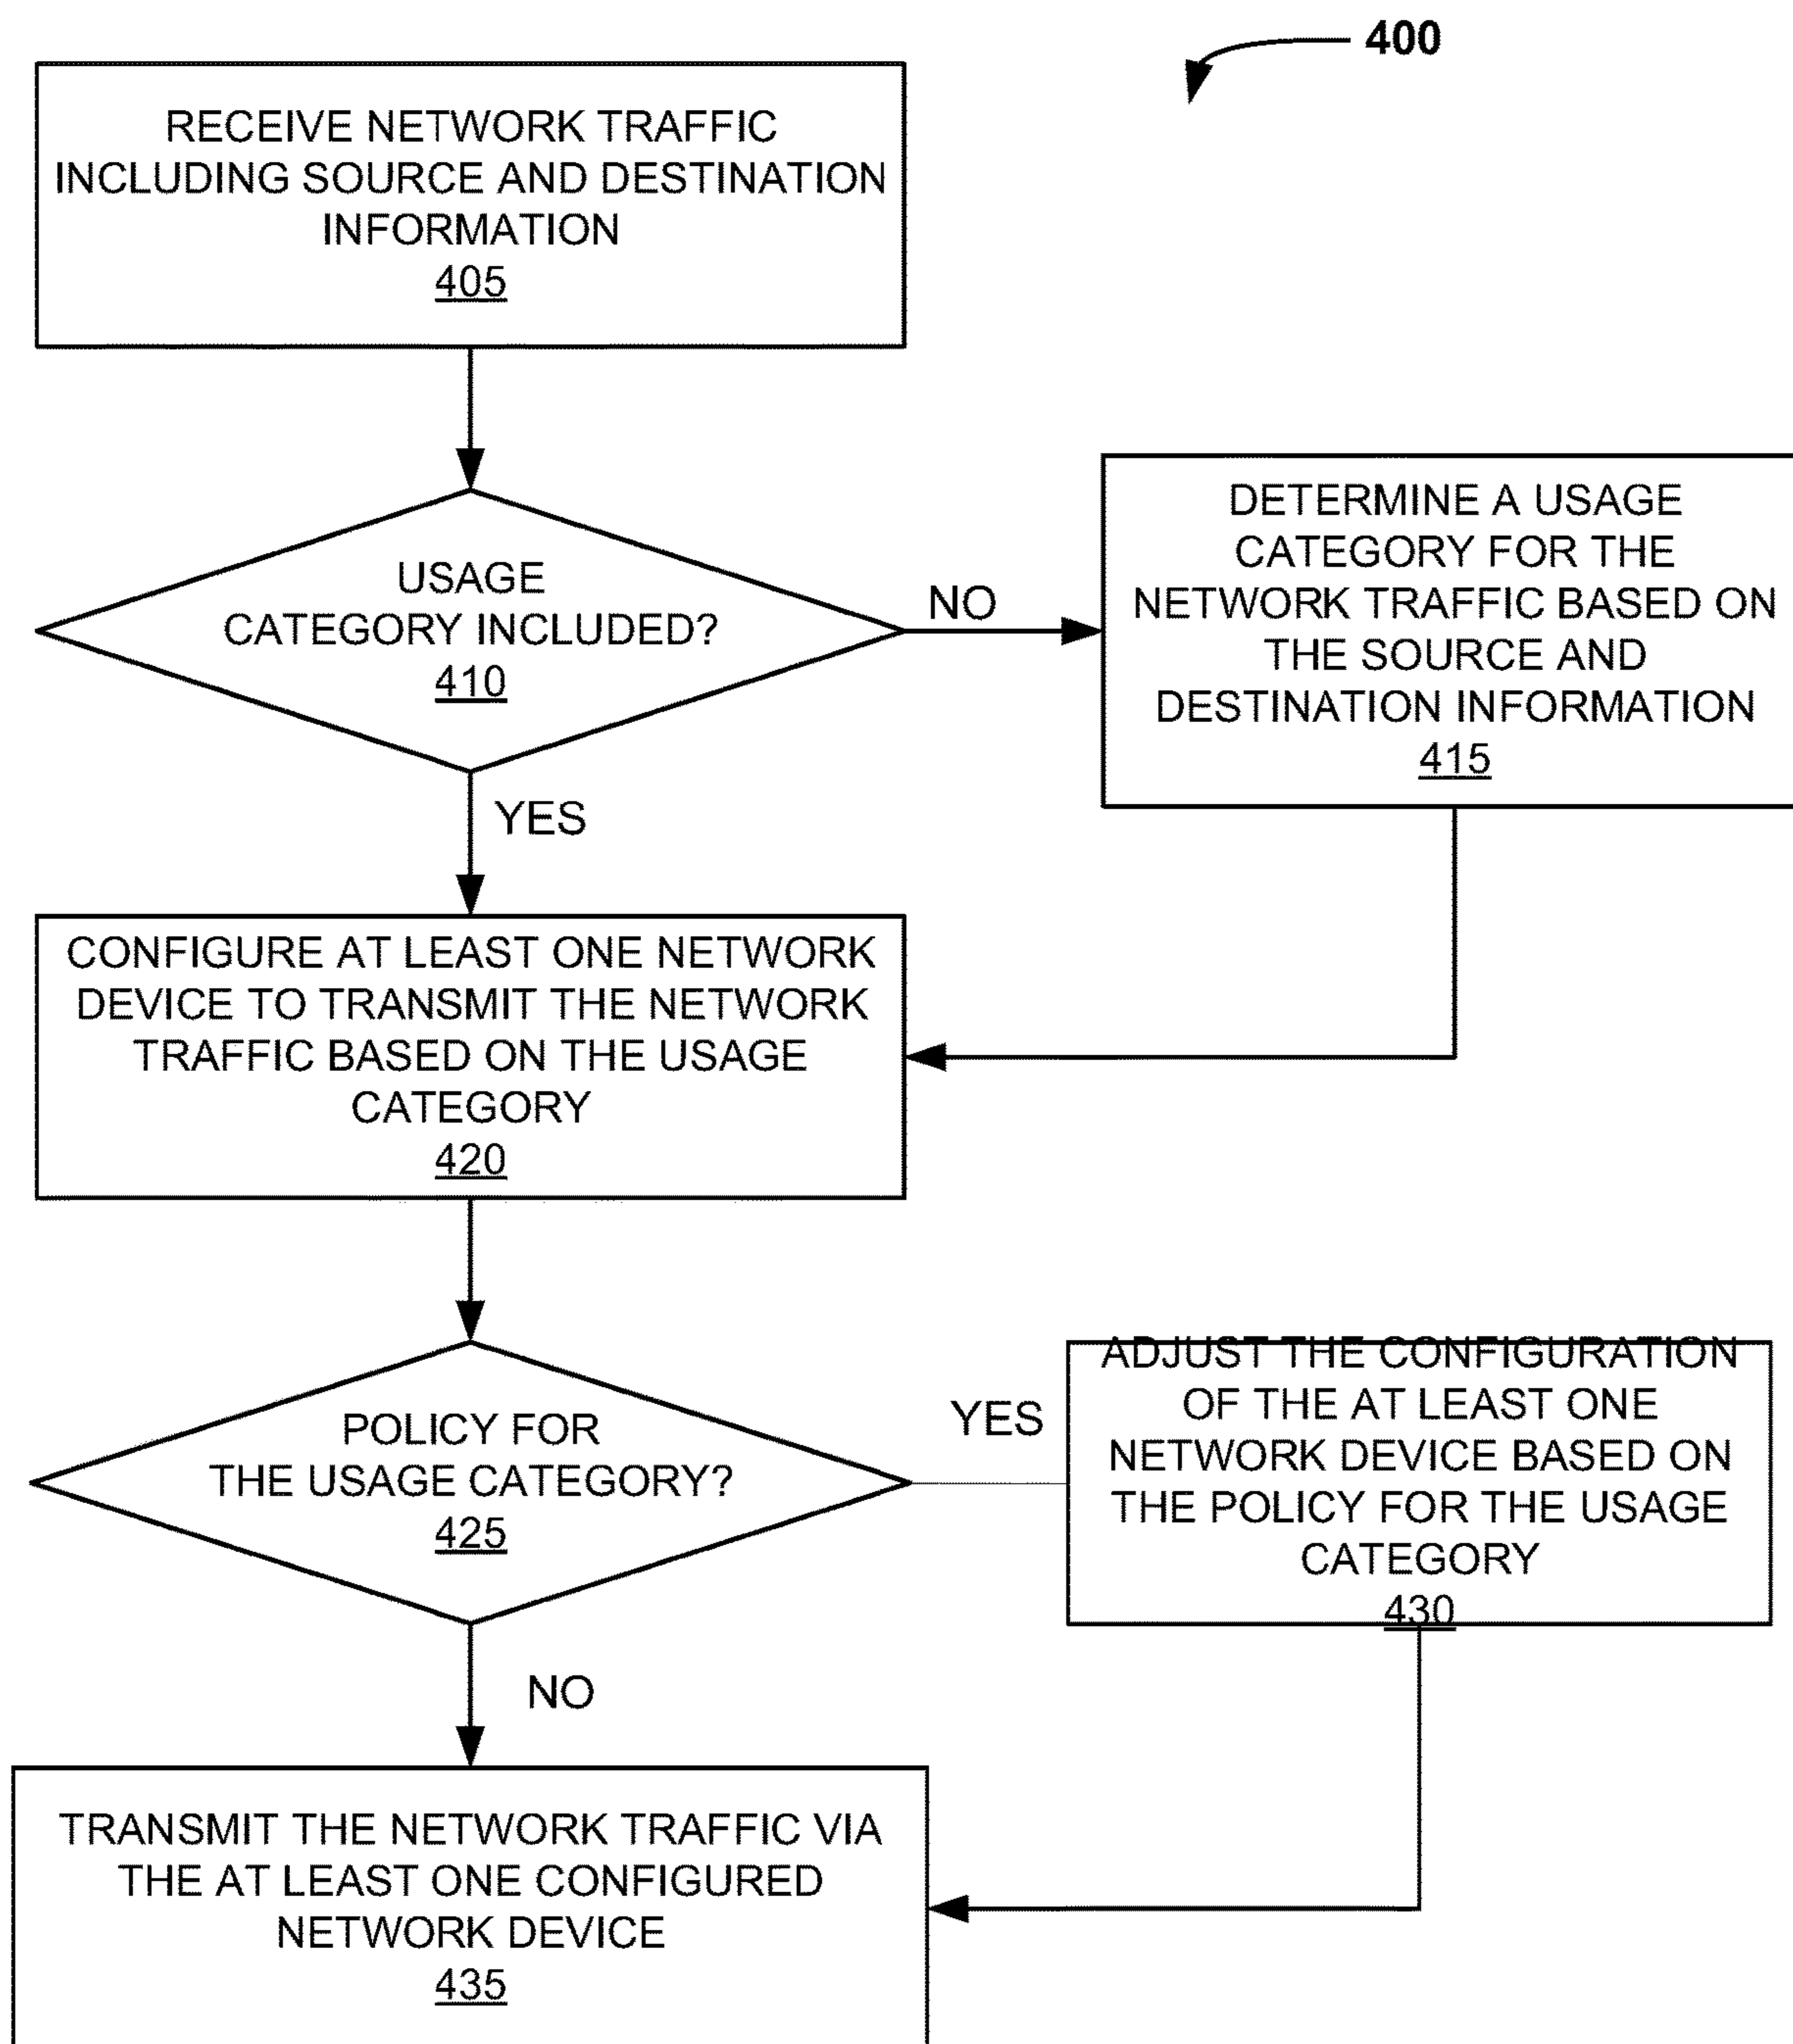 400
RECEIVE NETWORK TRAFFIC
INCLUDING SOURCE AND DESTINATION
INFORMATION
405
USAGE
CATEGORY INCLUDED?
410
NO
DETERMINE A USAGE
CATEGORY FOR THE
NETWORK TRAFFIC BASED ON
THE SOURCE AND
DESTINATION INFORMATION
415
YES
CONFIGURE AT LEAST ONE NETWORK
DEVICE TO TRANSMIT THE NETWORK
TRAFFIC BASED ON THE USAGE
CATEGORY
420
POLICY FOR
THE USAGE CATEGORY?
425
YES
ADJUST THE CONFIGURATION
OF THE AT LEAST ONE
NETWORK DEVICE BASED ON
THE POLICY FOR THE USAGE
CATEGORY
430
NO
TRANSMIT THE NETWORK TRAFFIC VIA
THE AT LEAST ONE CONFIGURED
NETWORK DEVICE
435